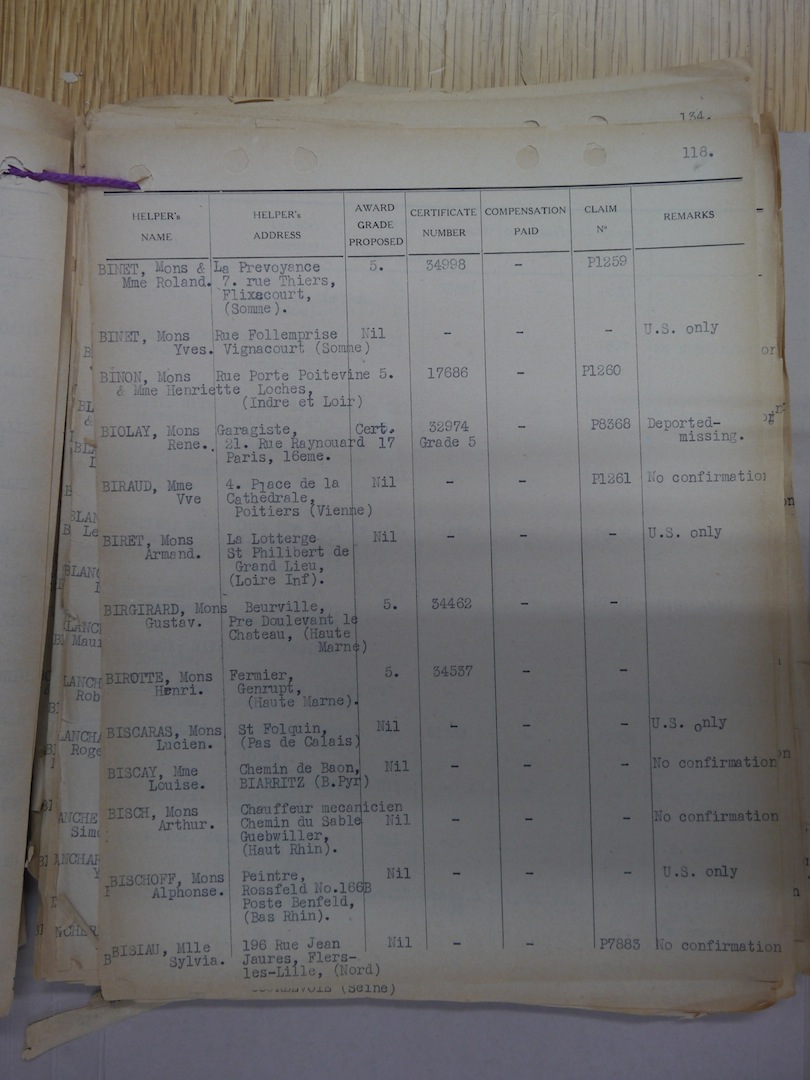 134.
118.
HELPER's NAME HELPER's ADDRESS AWARD GRADE PROPOSED CERTIFICATE NUMBER COMPENSATION PAID CLAIM Nº REMARKS
BINET, Mons & La Prevoyance 5. 34998 - P1259
Mme Roland. 7. rue Thiers,
Flixacourt,
(Somme).
BINET, Mons Rue Follemprise Nil - - - U.S. only
Yves. Vignacourt (Somme)
BINON, Mons Rue Porte Poitevine 5. 17686 - P1260
& Mme Henriette Loches,
(Indre et Loir)
BIOLAY, Mons Garagiste, Cert. 32974 - P8368 Deported-
Rene., 21. Rue Raynouard 17 Grade 5 missing.
Paris, 16eme.
BIRAUD, Mme 4. Place de la Nil - - P1261 No confirmation
Vve Cathedrale,
Poitiers (Vienne)
BIRET, Mons La Lotterge Nil - - - U.S. only
Armand. St Philibert de
Grand Lieu,
(Loire Inf).
BIRGIRARD, Mons Beurville, 5. 34462 - -
Gustav. Pre Doulevant le
Chateau, (Haute
Marne)
BIROTTE, Mons Fermier, 5. 34537 - -
Henri. Genrupt,
(Haute Marne).
BISCARAS, Mons St Folquin, Nil - - - U.S. only
Lucien. (Pas de Calais)
BISCAY, Mme Chemin de Baon, Nil - - - No confirmation
Louise. BIARRITZ (B.Pyr)
BISCH, Mons Chauffeur mecanicien
Arthur. Chemin du Sable Nil - - - No confirmation
Guebwiller,
(Haut Rhin).
BISCHOFF, Mons Peintre, Nil - - - U.S. only
Alphonse. Rossfeld No.166B
Poste Benfeld,
(Bas Rhin).
BISIAU, Mlle 196 Rue Jean Nil - - P7883 No confirmation
Sylvia. Jaures, Flers-
les-Lille, (Nord)
(Seine)